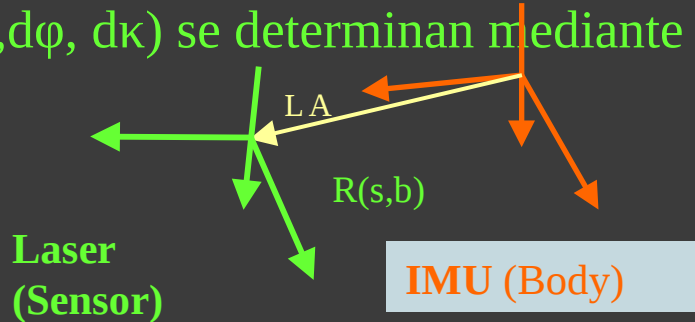 ,dφ, dκ) se determinan mediante
L A
R(s,b)
Laser
(Sensor)
IMU (Body)